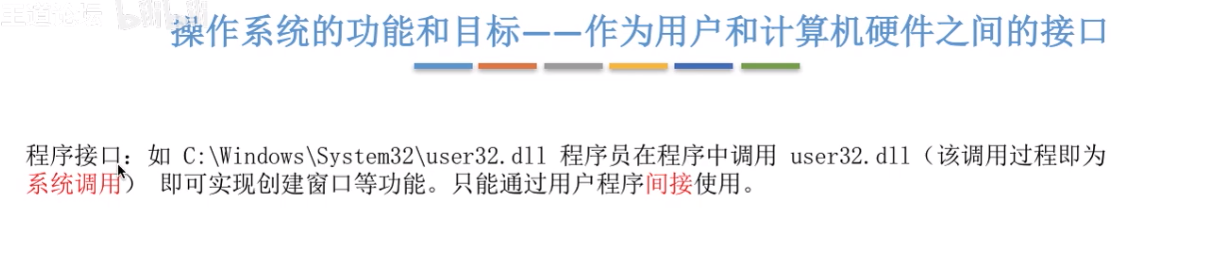 操作系统的功能和目标——作为用户和计算机硬件之间的接口
程序接口：如 C:\Windows\System32\user32.dll 程序员在程序中调用 user32.dll（该调用过程即为
系统调用） 即可实现创建窗口等功能。只能通过用户程序间接使用。